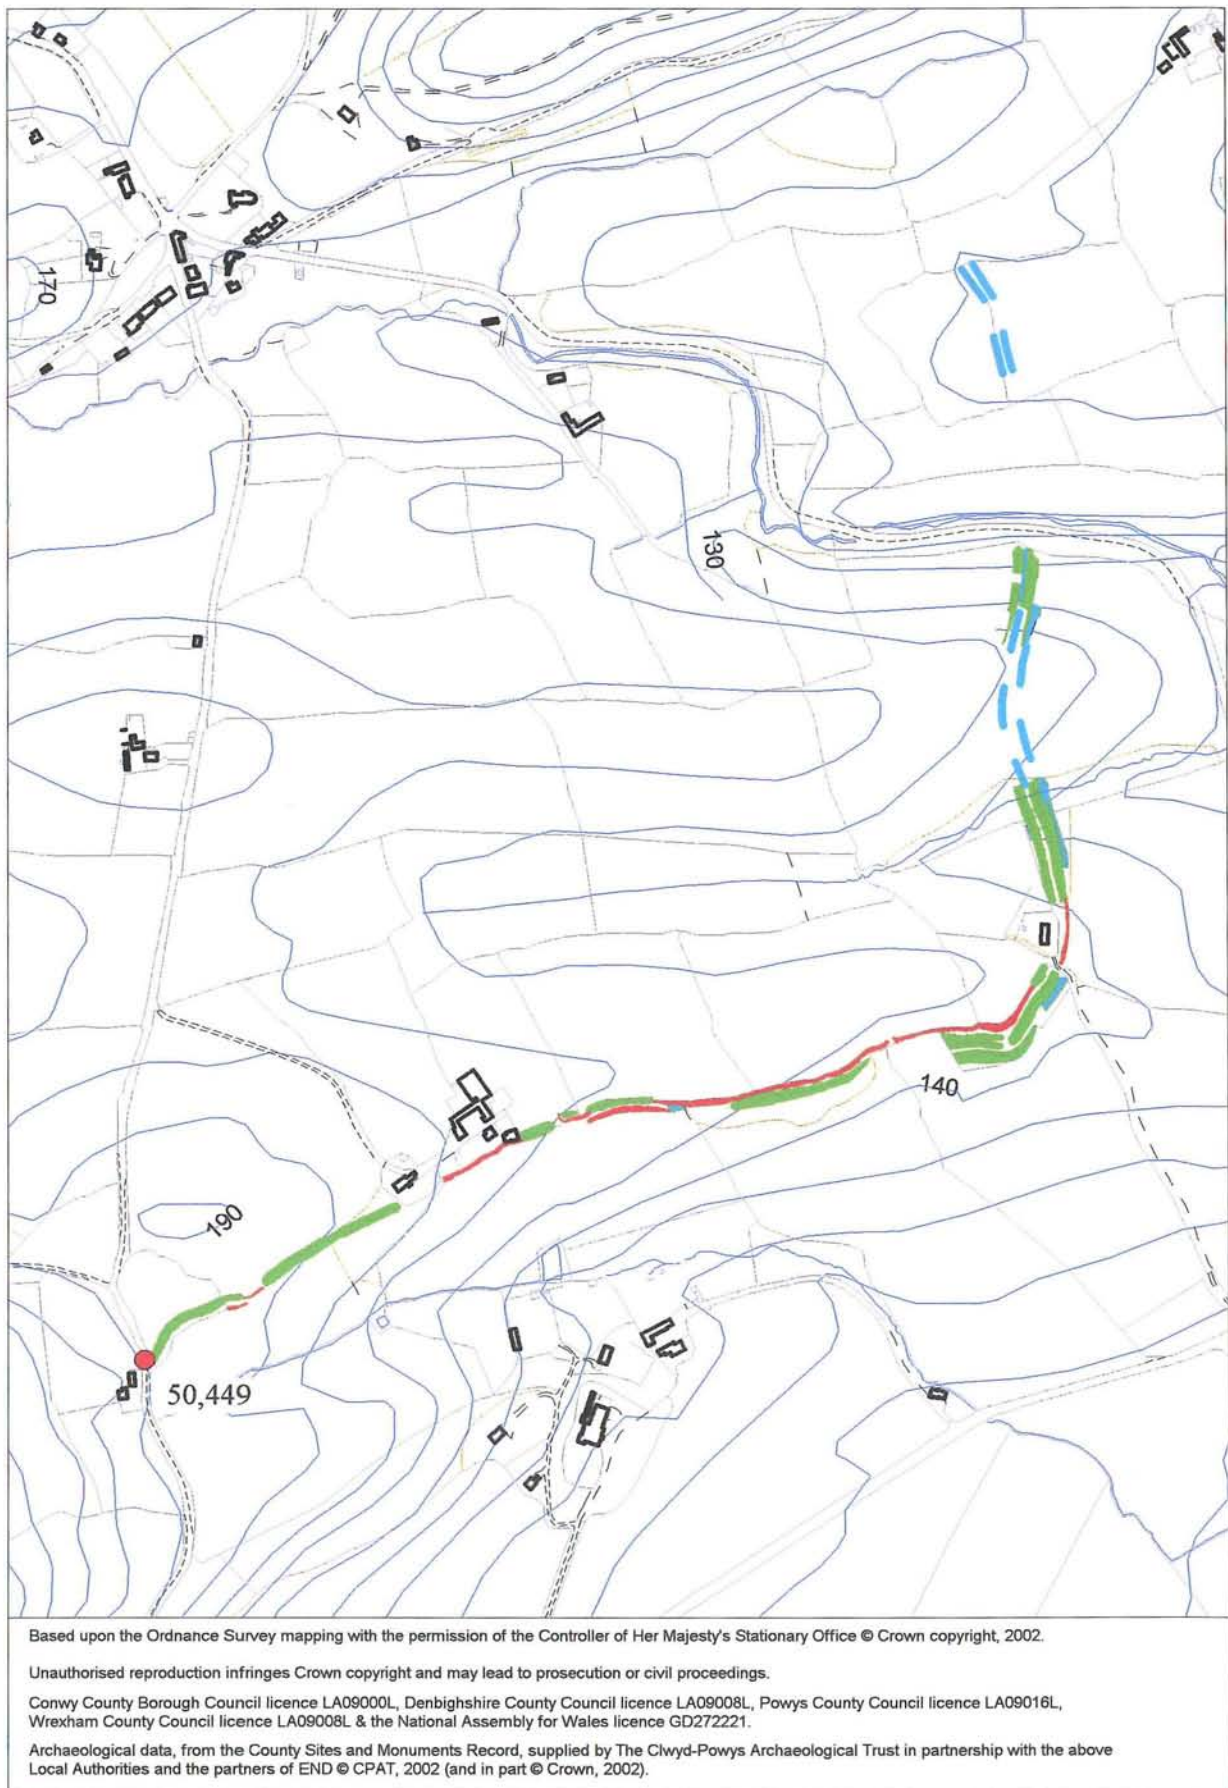 170
130
140
190
50,449
Based upon the Ordnance Survey mapping with the permission of the Controller of Her Majesty's Stationary Office © Crown copyright, 2002.
Unauthorised reproduction infringes Crown copyright and may lead to prosecution or civil proceedings.
Conwy County Borough Council licence LA09000L, Denbighshire County Council licence LA09008L, Powys County Council licence LA09016L,
Wrexham County Council licence LA09008L & the National Assembly for Wales licence GD272221.
Archaeological data, from the County Sites and Monuments Record, supplied by The Clwyd-Powys Archaeological Trust in partnership with the above
Local Authorities and the partners of END © CPAT, 2002 (and in part © Crown, 2002).